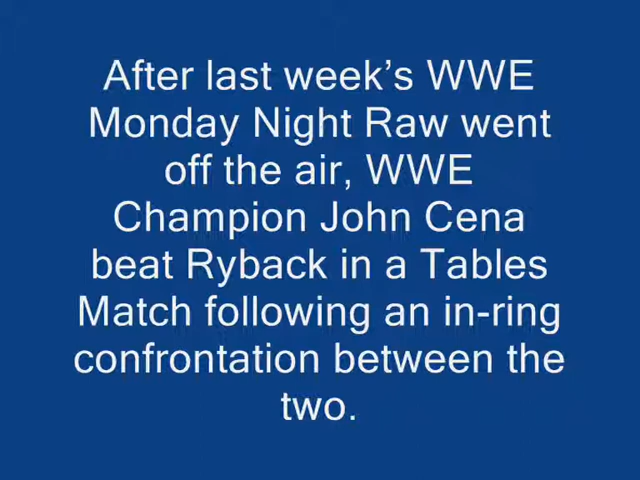 After last week’s WWE
Monday Night Raw went
off the air, WWE
Champion John Cena
beat Ryback in a Tables
Match following an in-ring
confrontation between the
two.